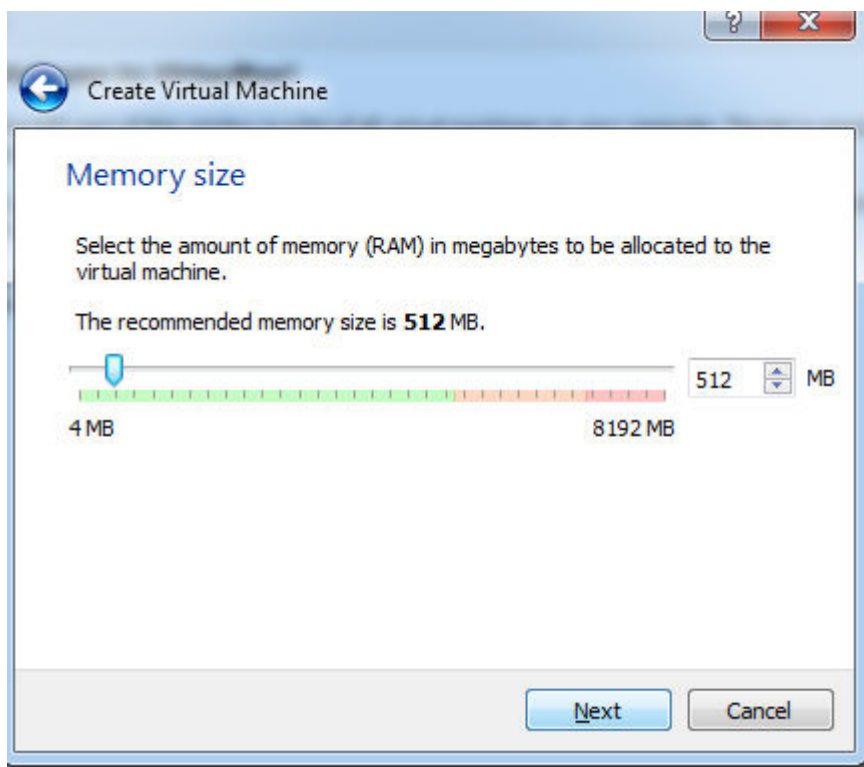 Create Virtual Machine
Memory size
Select the amount of memory (RAM) in megabytes to be allocated to the
virtual machine.
The recommended memory size is 512 MB.
512 MB
4 MB 8192 MB
Next Cancel